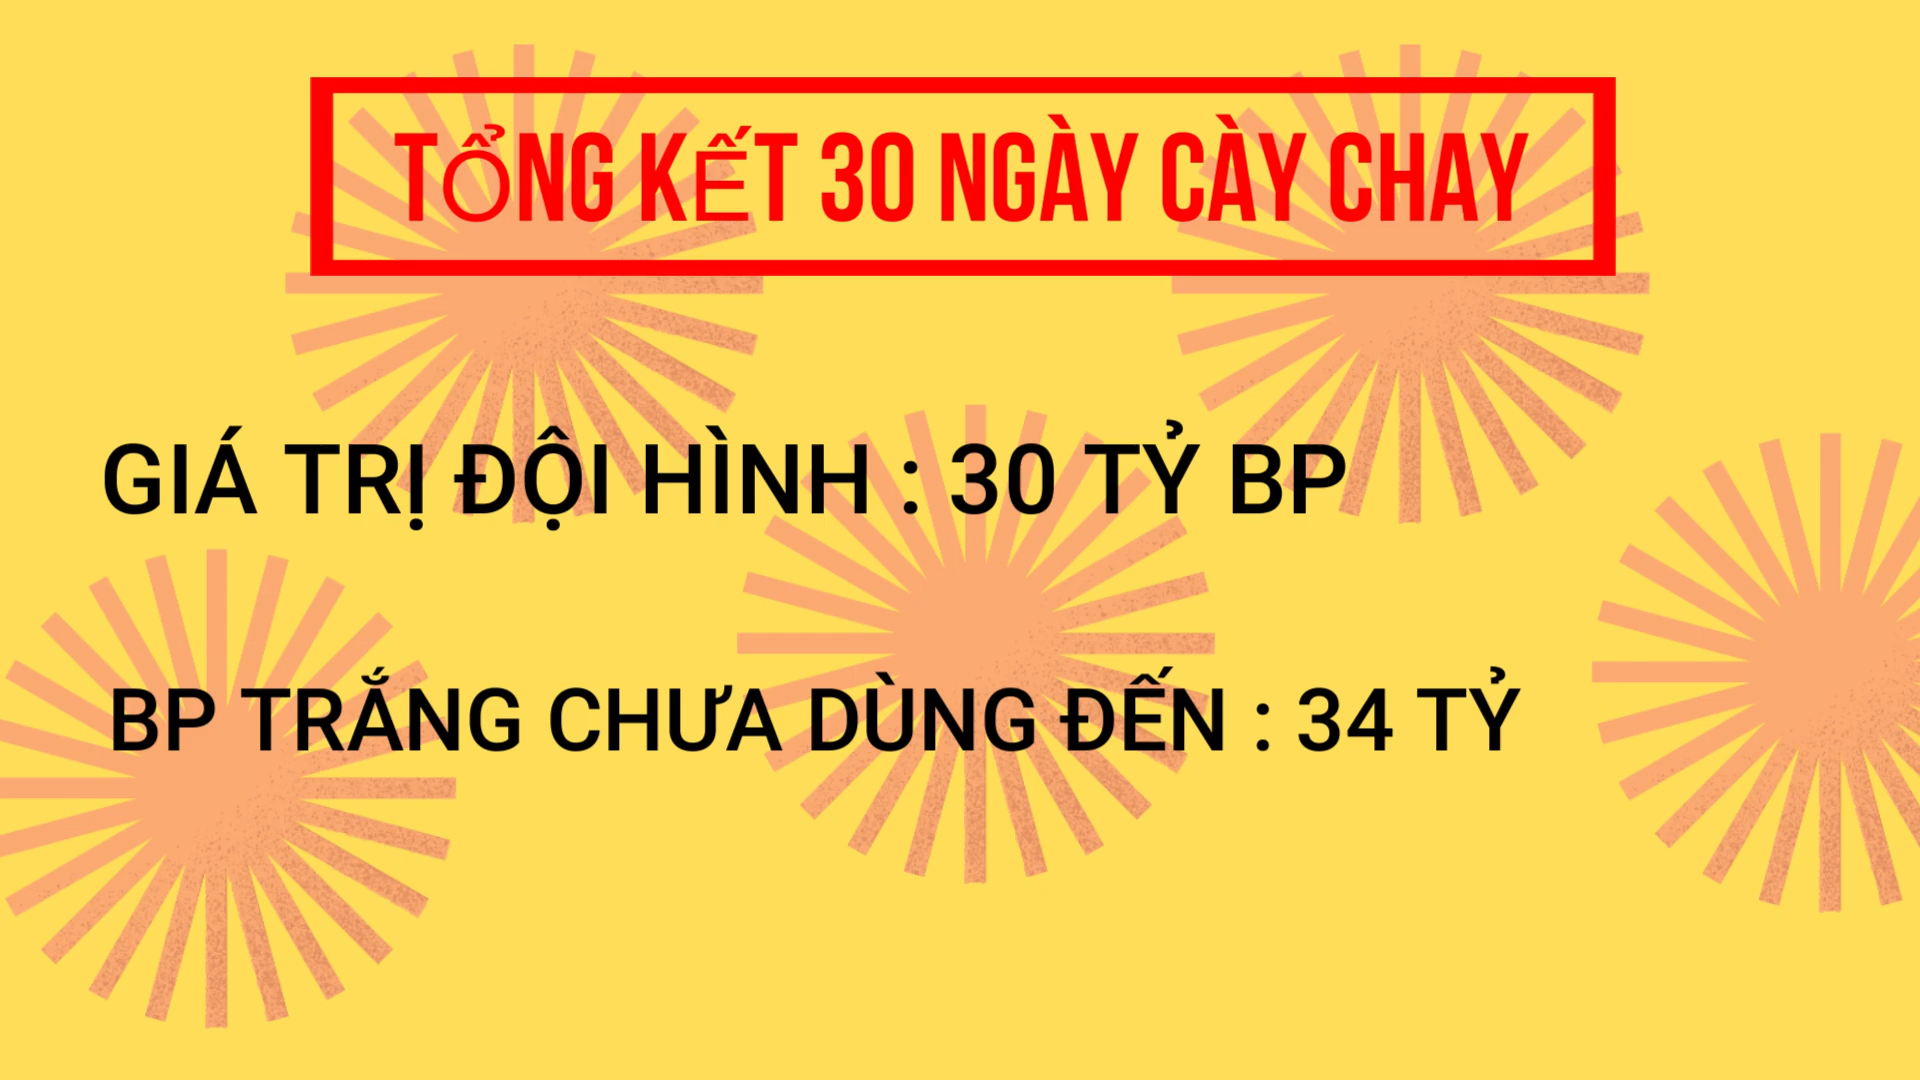 TỔNG KẾT 30 NGÀY CÀY CHAY
GIÁ TRỊ ĐỘI HÌNH : 30 TỶ BP
BP TRẮNG CHƯA DÙNG ĐẾN : 34 TỶ